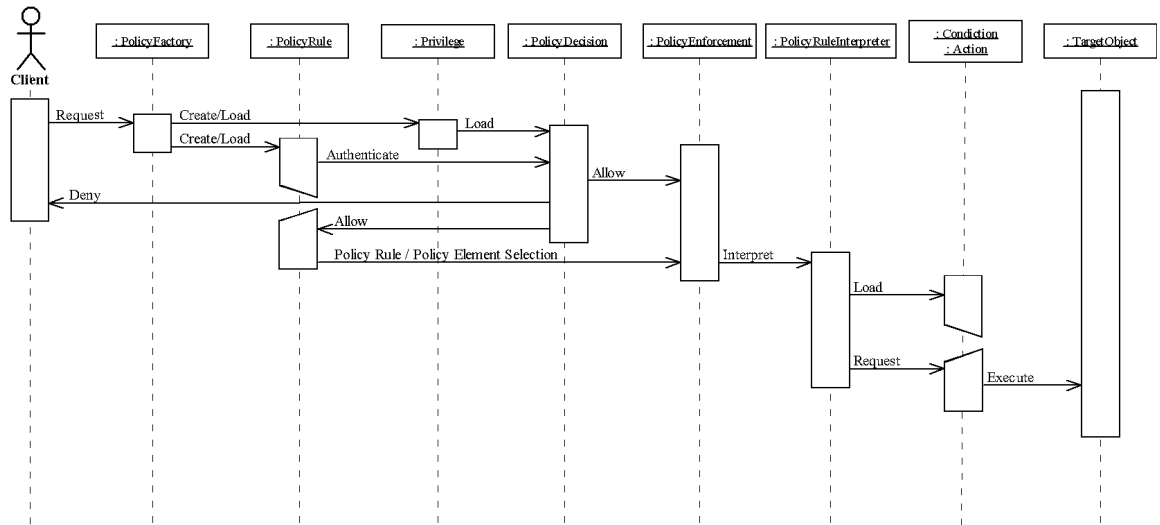 : PolicyFactory
: PolicyRule
: Privilege
: PolicyDecision
: PolicyEnforcement
: PolicyRuleInterpreter
: Condiction
: Action
: TargetObject
Client
Request
Create/Load
Load
Create/Load
Authenticate
Allow
Deny
Allow
Policy Rule / Policy Element Selection
Interpret
Load
Request
Execute